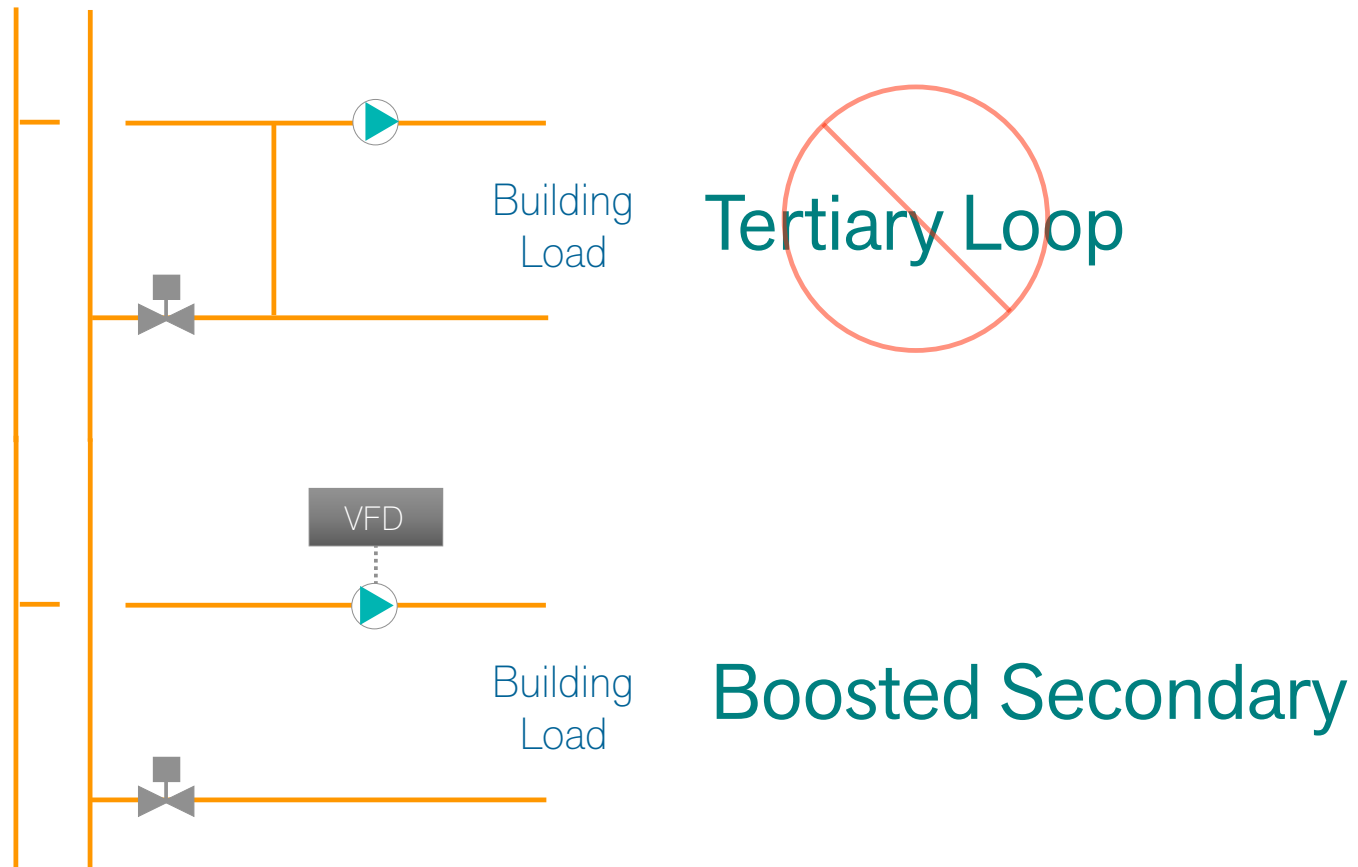 Building
Load
Tertiary Loop
VFD
Building
Load
Boosted Secondary